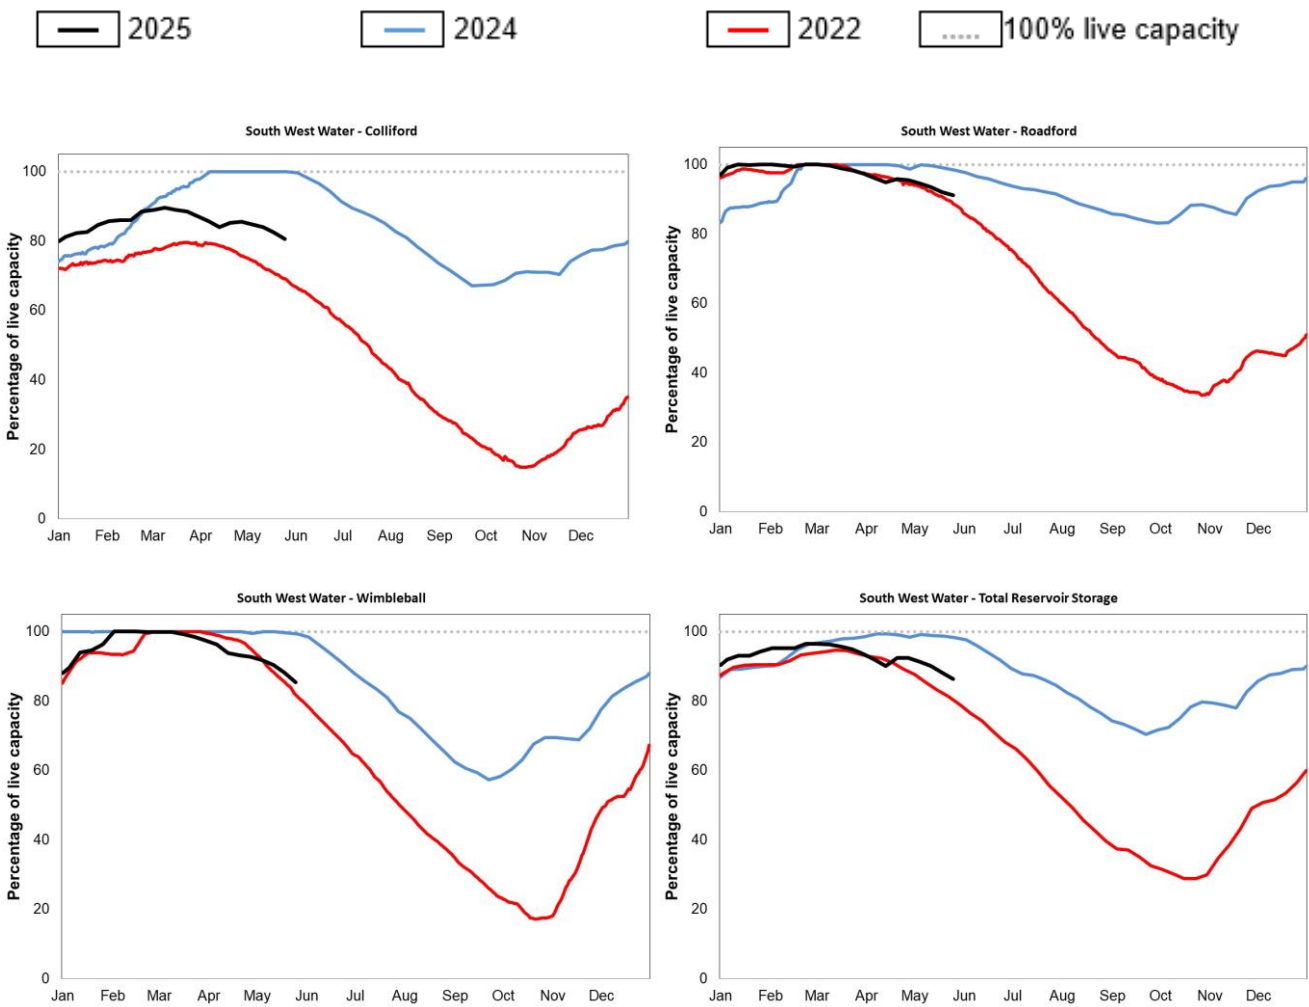 2025 2024 2022 100% live capacity
South West Water - Colliford
Percentage of live capacity
100
80
60
40
20
0
Jan Feb Mar Apr May Jun Jul Aug Sep Oct Nov Dec
South West Water - Roadford
Percentage of live capacity
100
80
60
40
20
0
Jan Feb Mar Apr May Jun Jul Aug Sep Oct Nov Dec
South West Water - Wimbleball
Percentage of live capacity
100
80
60
40
20
0
Jan Feb Mar Apr May Jun Jul Aug Sep Oct Nov Dec
South West Water - Total Reservoir Storage
Percentage of live capacity
100
80
60
40
20
0
Jan Feb Mar Apr May Jun Jul Aug Sep Oct Nov Dec